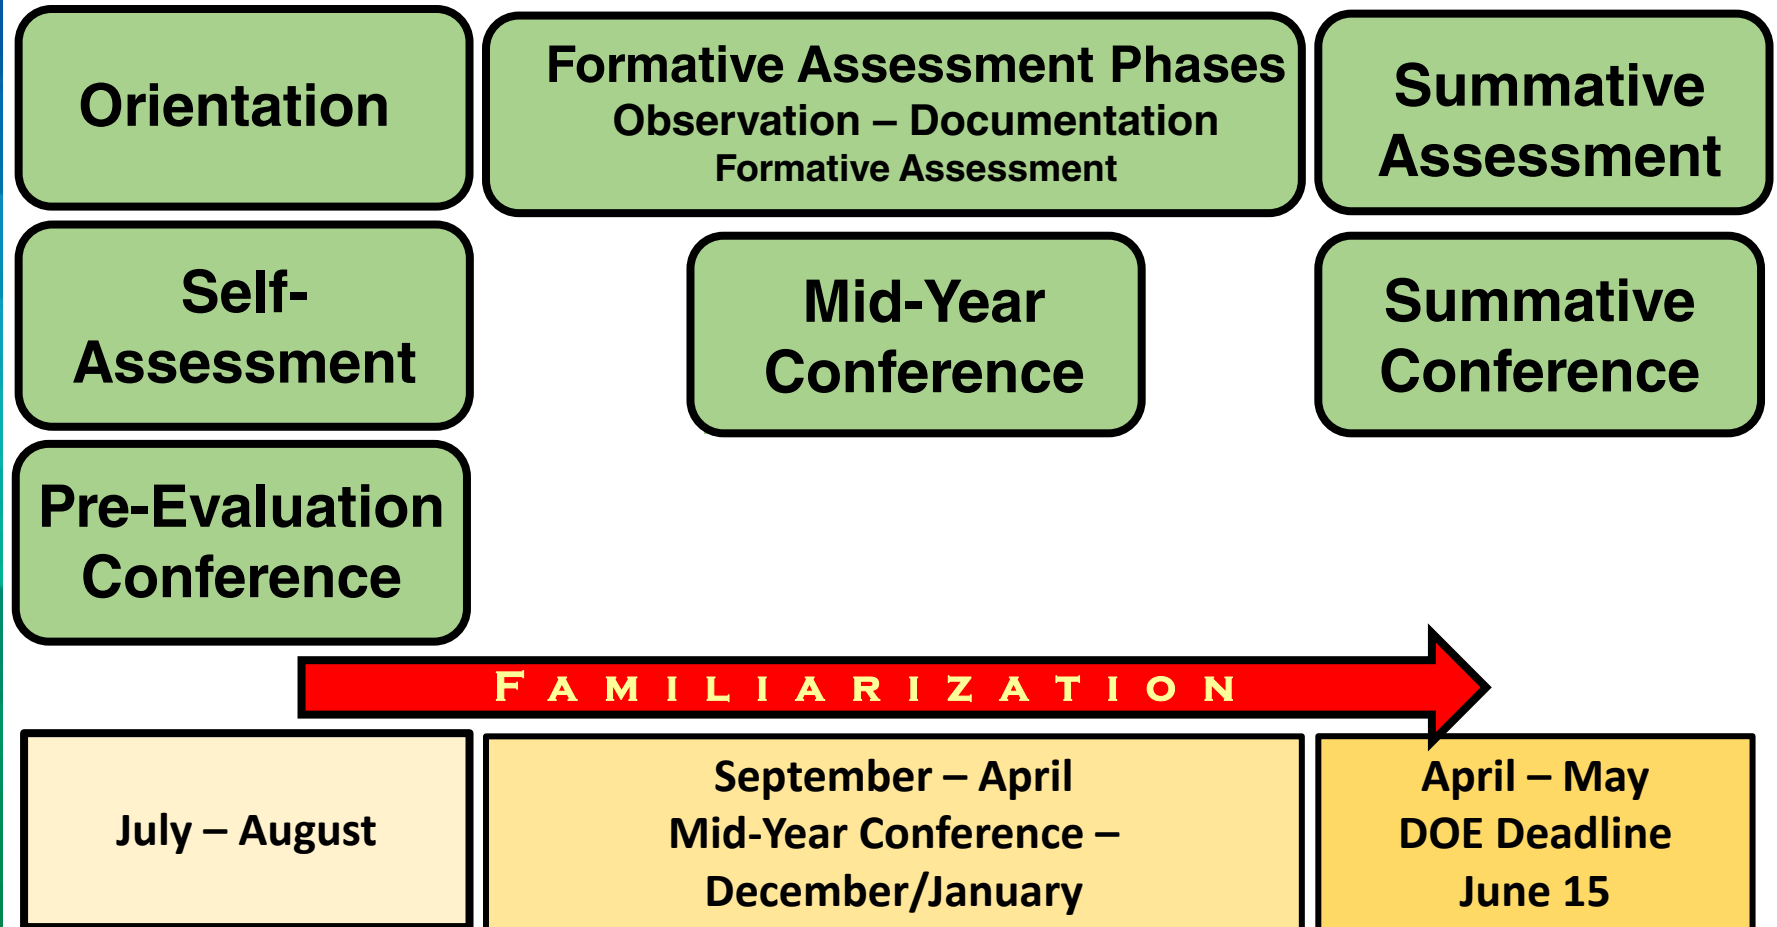 Orientation
Formative Assessment Phases
Observation – Documentation
Formative Assessment
Summative
Assessment
Self-
Assessment
Mid-Year
Conference
Summative
Conference
Pre-Evaluation
Conference
FAMILIARIZATION
July – August
September – April
Mid-Year Conference –
December/January
April – May
DOE Deadline
June 15